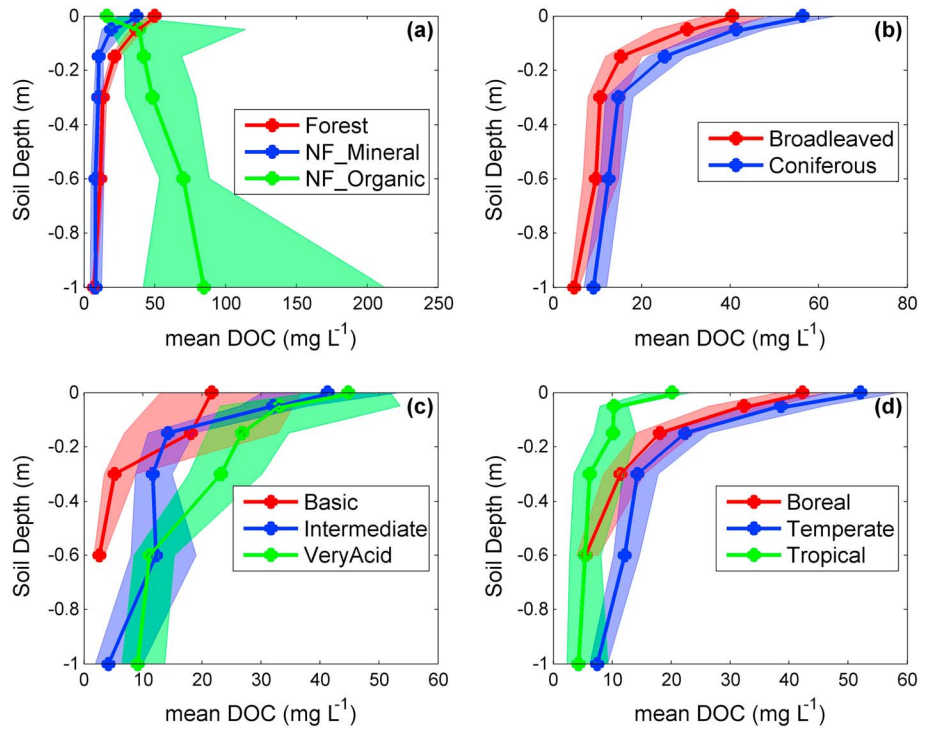 (a)
0
-0.2
-0.4
-0.6
-0.8
-1
Soil Depth (m)
Forest
NF_Mineral
NF_Organic
0 50 100 150 200 250
mean DOC (mg L⁻¹)
(b)
0
-0.2
-0.4
-0.6
-0.8
-1
Soil Depth (m)
Broadleaved
Coniferous
0 20 40 60 80
mean DOC (mg L⁻¹)
(c)
0
-0.2
-0.4
-0.6
-0.8
-1
Soil Depth (m)
Basic
Intermediate
VeryAcid
0 10 20 30 40 50 60
mean DOC (mg L⁻¹)
(d)
0
-0.2
-0.4
-0.6
-0.8
-1
Soil Depth (m)
Boreal
Temperate
Tropical
0 10 20 30 40 50 60
mean DOC (mg L⁻¹)